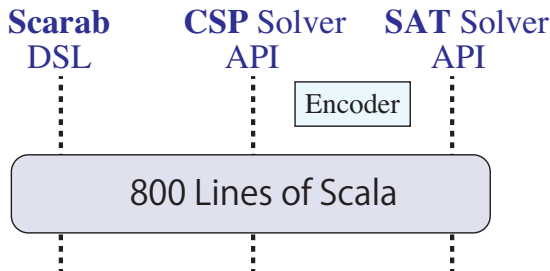 Scarab CSP Solver SAT Solver
DSL API API
Encoder
800 Lines of Scala